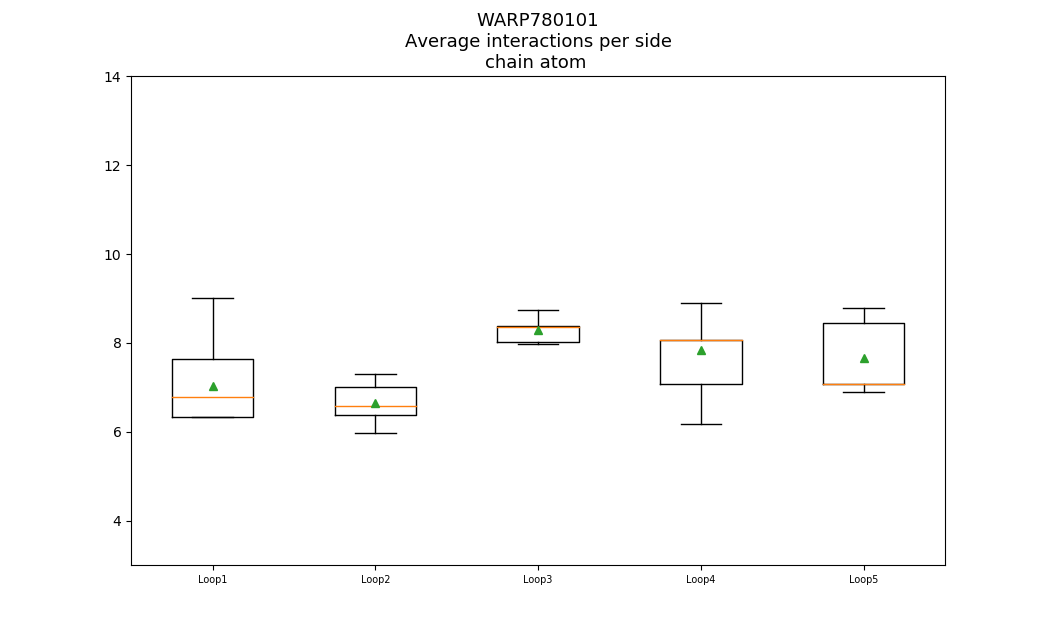 WARP780101
Average interactions per side
chain atom
14
12
10
8
6
4
Loop1
Loop2
Loop3
Loop4
Loop5